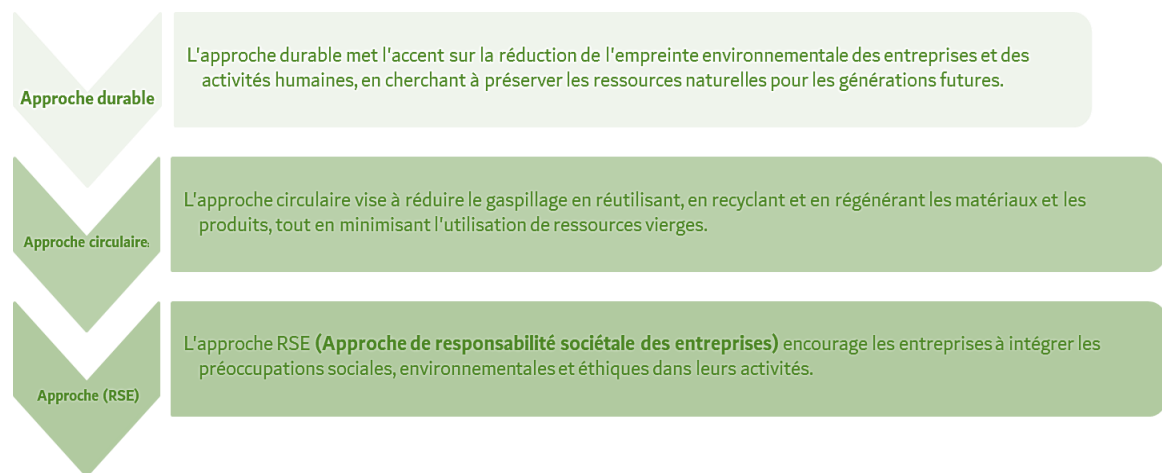 L'approche durable met l'accent sur la réduction de l'empreinte environnementale des entreprises et des
activités humaines, en cherchant à préserver les ressources naturelles pour les générations futures.
Approche durable
L'approche circulaire vise à réduire le gaspillage en réutilisant, en recyclant et en régénérant les matériaux et les
produits, tout en minimisant l'utilisation de ressources vierges.
Approche circulaire:
L'approche RSE (Approche de responsabilité sociétale des entreprises) encourage les entreprises à intégrer les
préoccupations sociales, environnementales et éthiques dans leurs activités.
Approche (RSE)